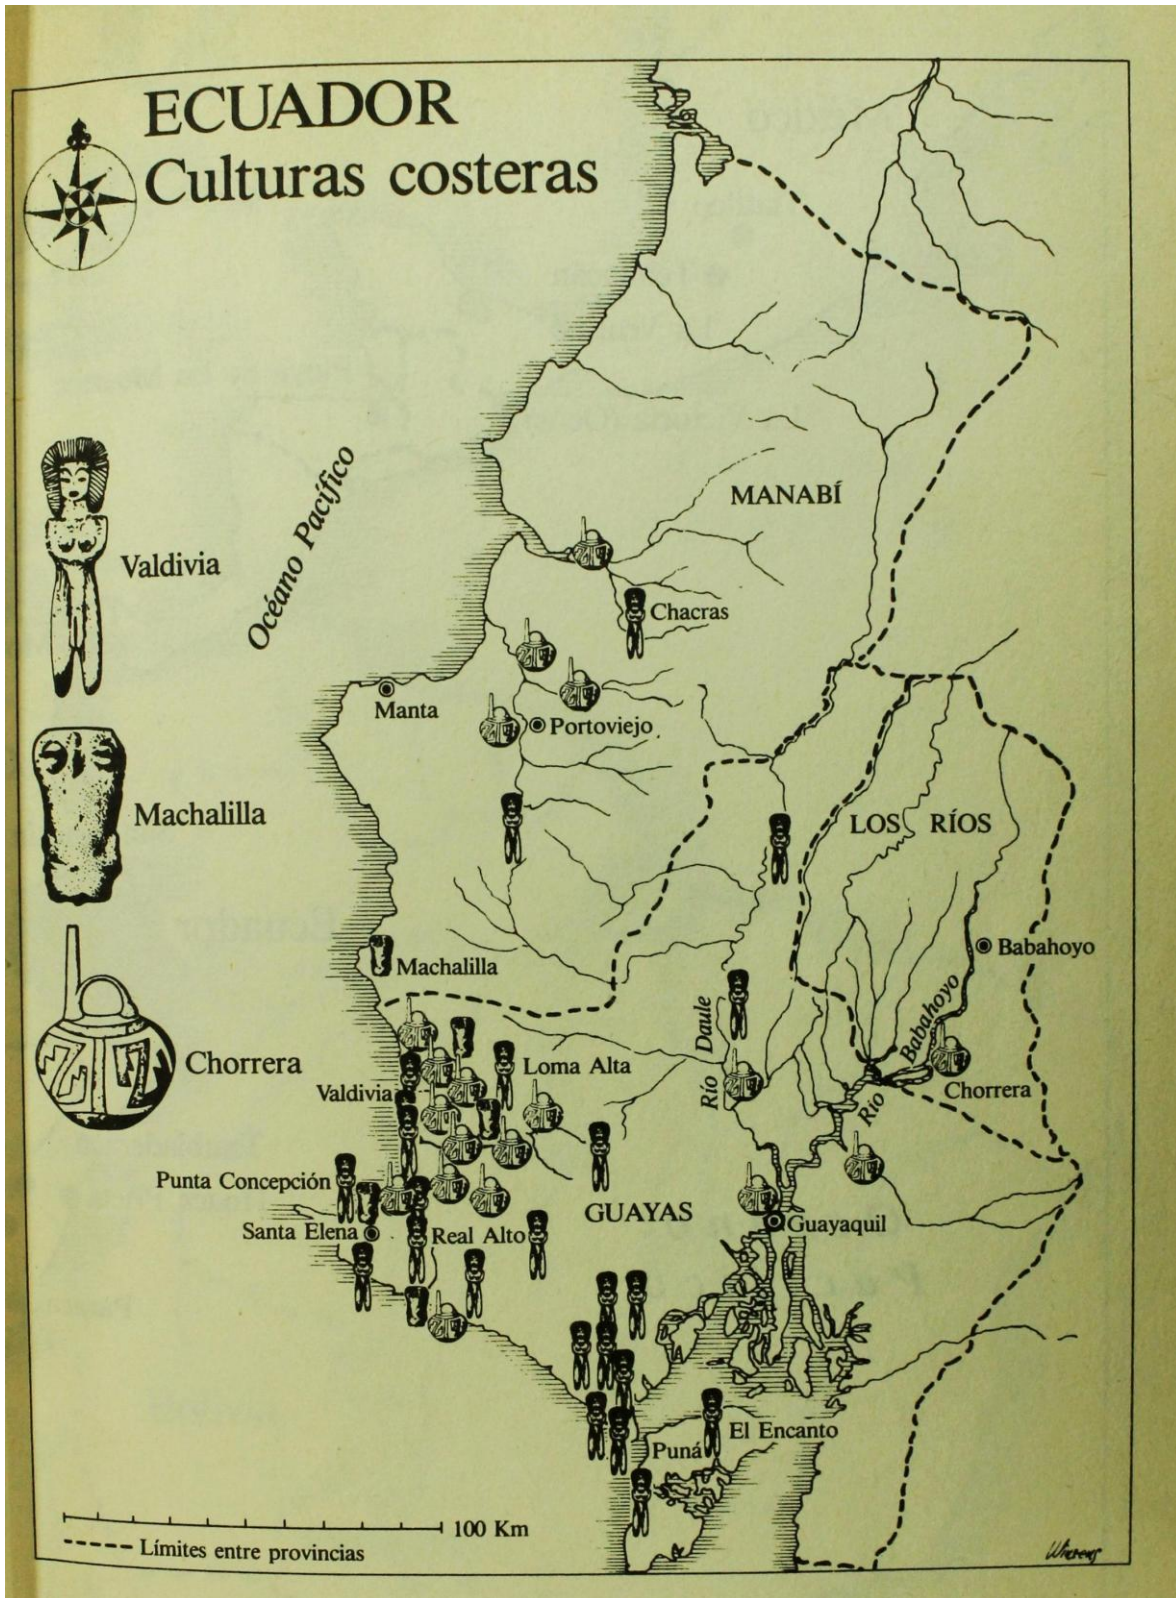 ECUADOR
Culturas costeras
Océano Pacífico
Valdivia
Machalilla
Chorrera
MANABÍ
Chacras
Manta
Portoviejo
LOS RÍOS
Machalilla
Babahoyo
Río Daule
Río Babahoyo
Loma Alta
Valdivia
Chorrera
Punta Concepción
GUAYAS
Santa Elena
Real Alto
Guayaquil
El Encanto
Puná
100 Km
Límites entre provincias